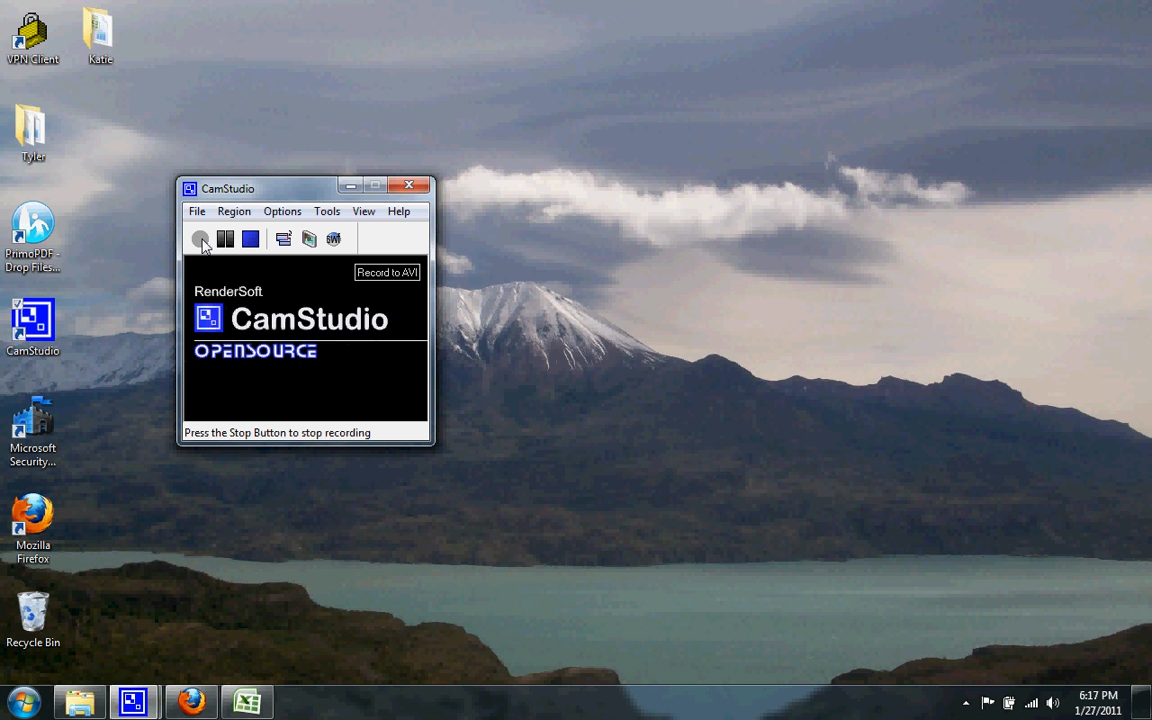 VPN Client
Katie
Tyler
PrimoPDF -
Drop Files...
CamStudio
Microsoft
Security...
Mozilla
Firefox
Recycle Bin
CamStudio
File Region Options Tools View Help
SWF
Record to AVI
RenderSoft
CamStudio
OPENSOURCE
Press the Stop Button to stop recording
6:17 PM
1/27/2011